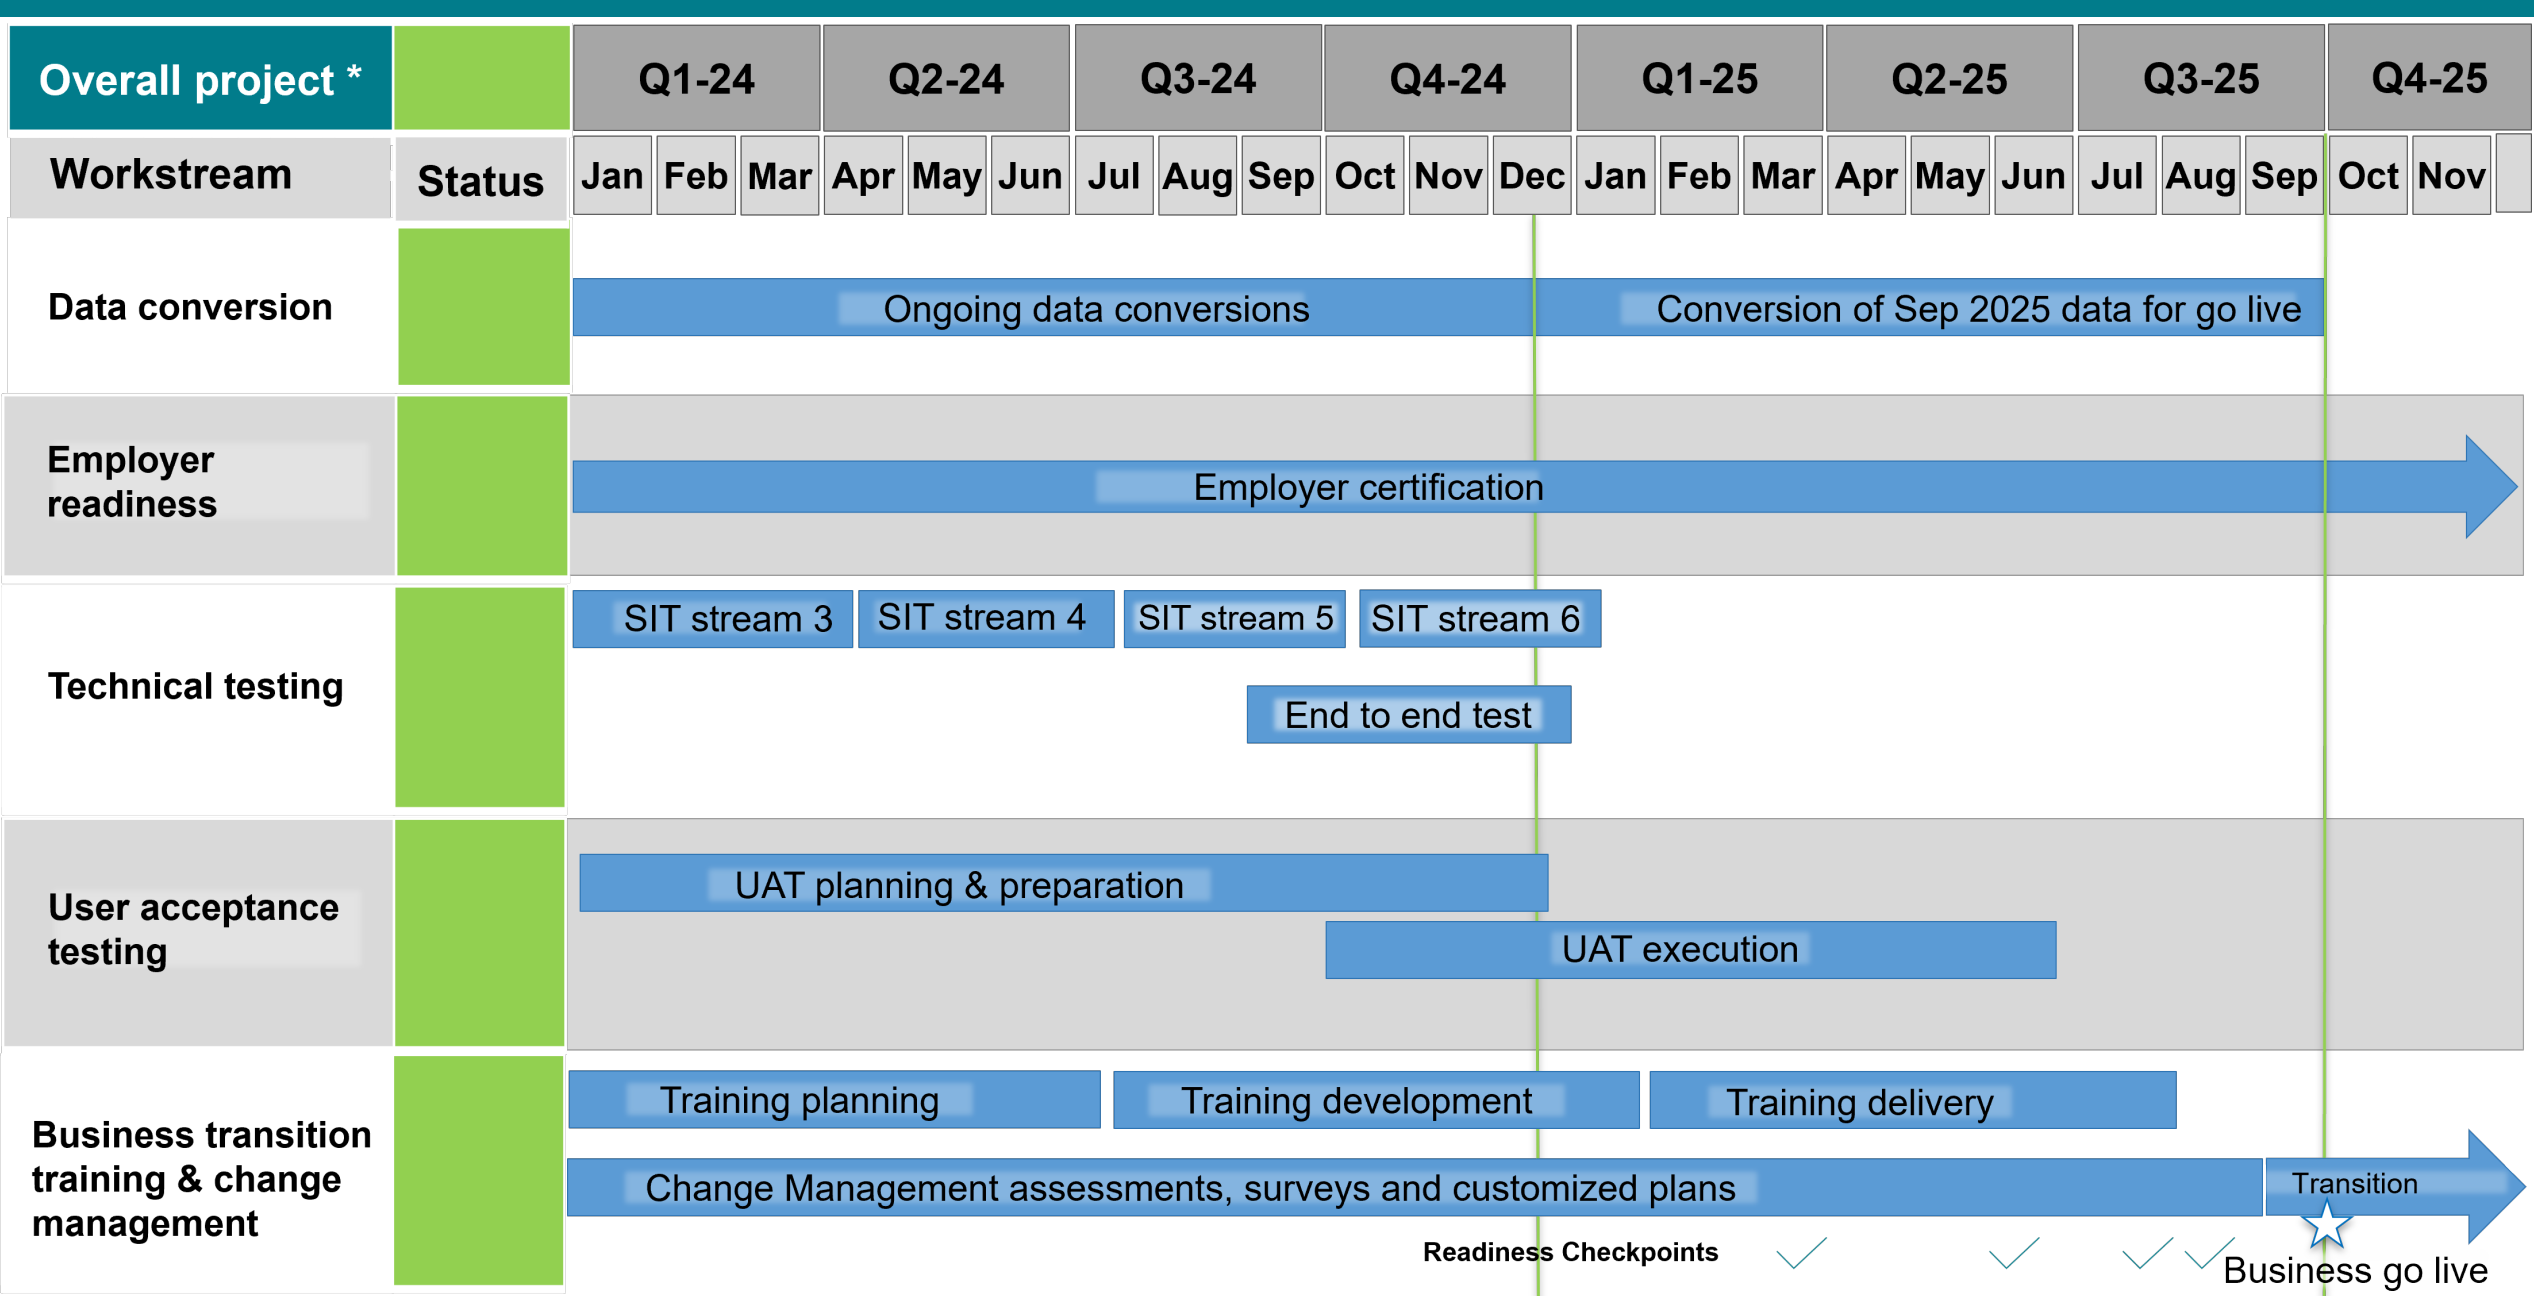 Overall project *
Q1-24 Q2-24 Q3-24 Q4-24 Q1-25 Q2-25 Q3-25 Q4-25
Workstream Status Jan Feb Mar Apr May Jun Jul Aug Sep Oct Nov Dec Jan Feb Mar Apr May Jun Jul Aug Sep Oct Nov
Data conversion
Ongoing data conversions Conversion of Sep 2025 data for go live
Employer
readiness
Employer certification
Technical testing
SIT stream 3 SIT stream 4 SIT stream 5 SIT stream 6
End to end test
User acceptance
testing
UAT planning & preparation
UAT execution
Business transition
training & change
management
Training planning Training development Training delivery
Change Management assessments, surveys and customized plans Transition
Readiness Checkpoints
Business go live